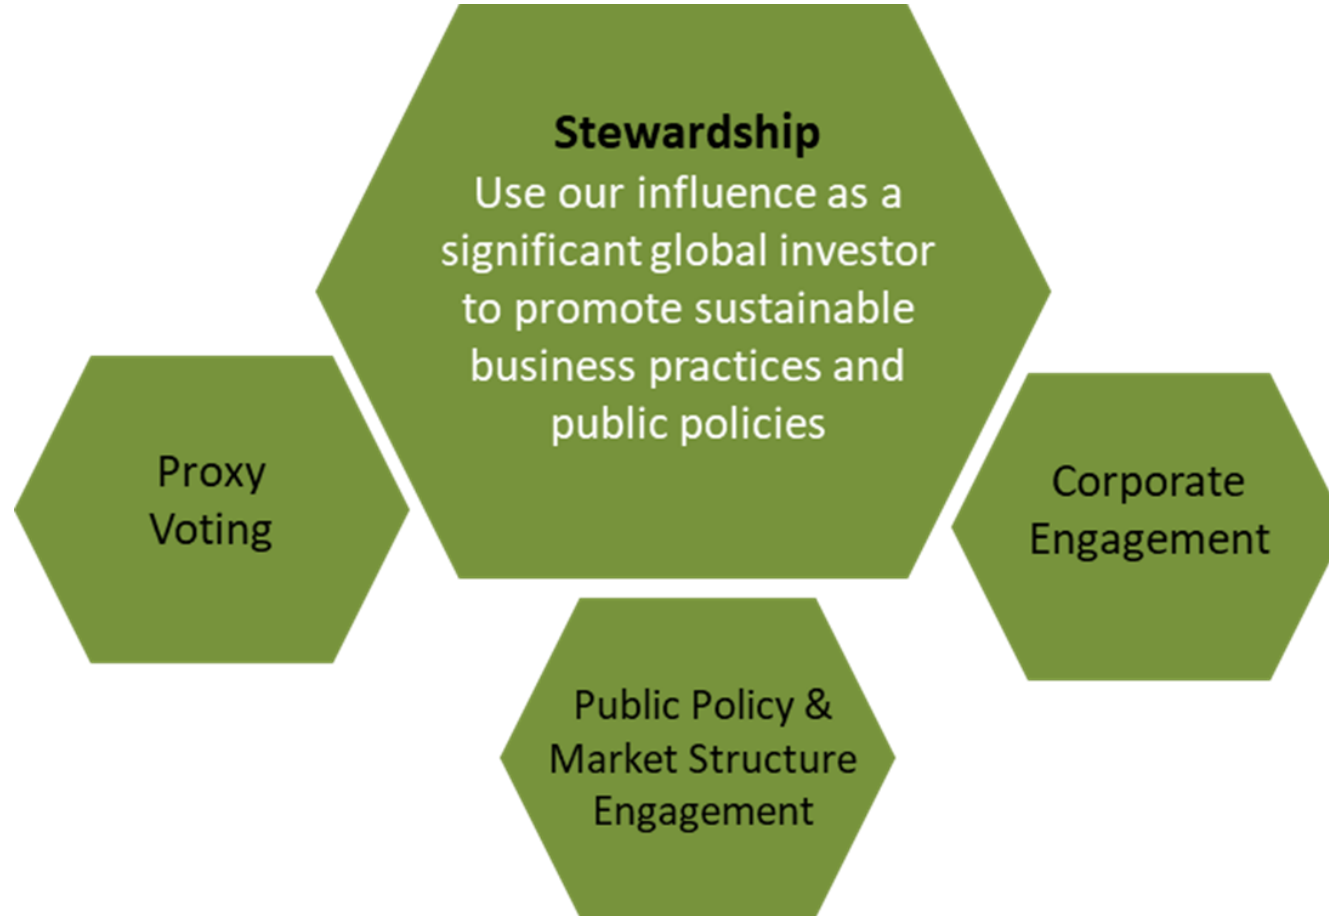 Stewardship
Use our influence as a
significant global investor
to promote sustainable
business practices and
public policies
Proxy
Voting
Corporate
Engagement
Public Policy &
Market Structure
Engagement